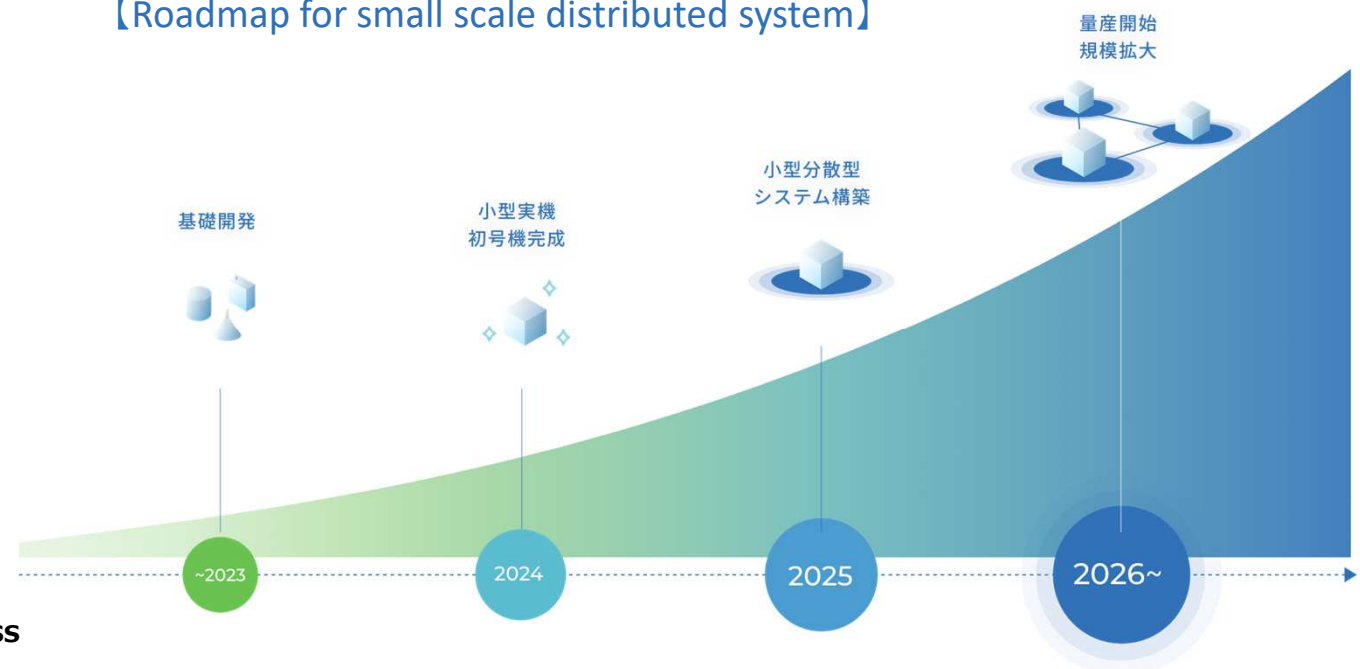 【Roadmap for small scale distributed system】
量産開始
規模拡大
小型分散型
システム構築
小型実機
初号機完成
基礎開発
~2023
2024
2025
2026~
ss